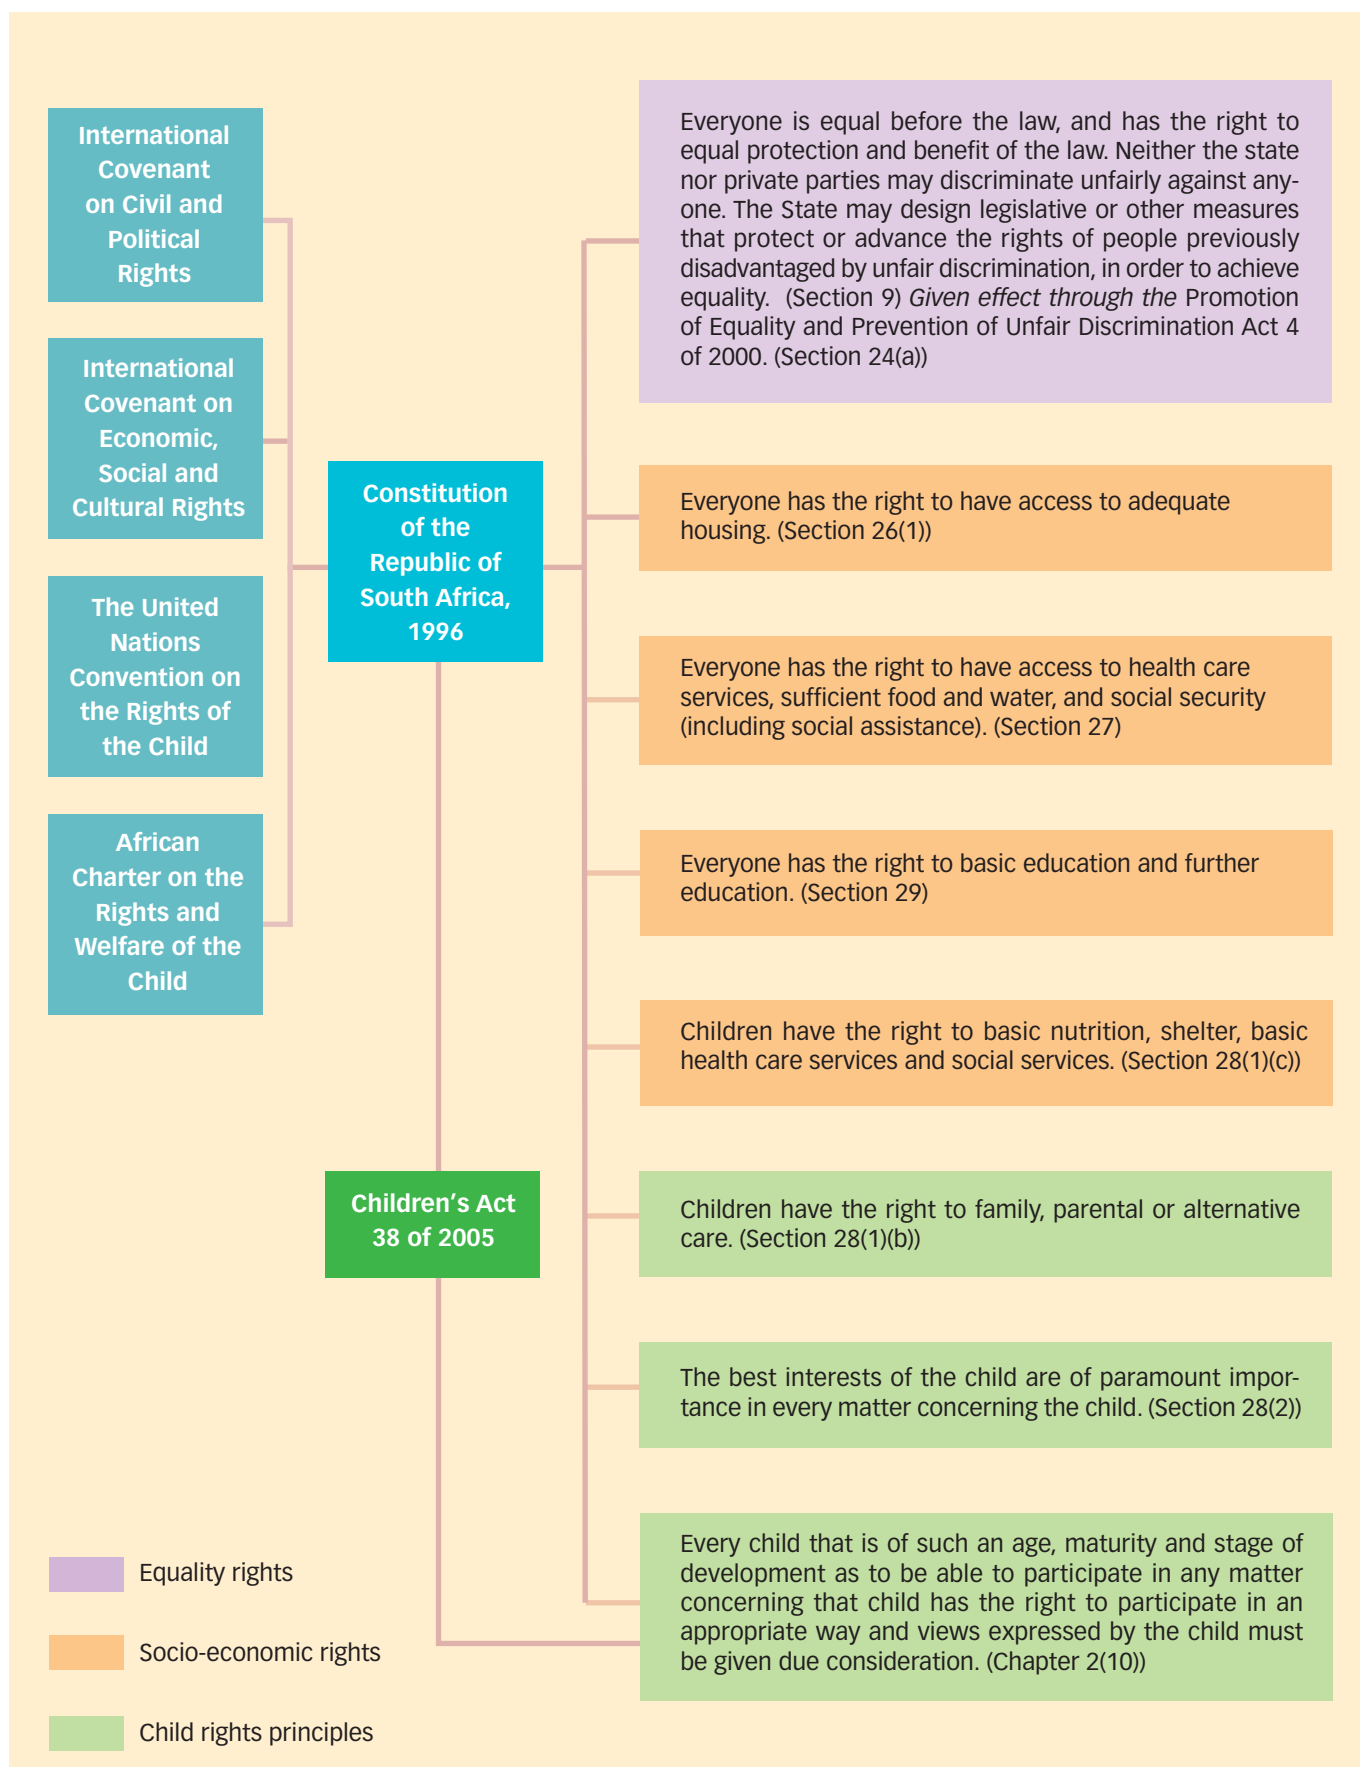 International
Covenant
on Civil and
Political
Rights
International
Covenant on
Economic,
Social and
Cultural Rights
The United
Nations
Convention on
the Rights of
the Child
African
Charter on the
Rights and
Welfare of the
Child
Constitution
of the
Republic of
South Africa,
1996
Children’s Act
38 of 2005
Everyone is equal before the law, and has the right to
equal protection and benefit of the law. Neither the state
nor private parties may discriminate unfairly against any-
one. The State may design legislative or other measures
that protect or advance the rights of people previously
disadvantaged by unfair discrimination, in order to achieve
equality. (Section 9) Given effect through the Promotion
of Equality and Prevention of Unfair Discrimination Act 4
of 2000. (Section 24(a))
Everyone has the right to have access to adequate
housing. (Section 26(1))
Everyone has the right to have access to health care
services, sufficient food and water, and social security
(including social assistance). (Section 27)
Everyone has the right to basic education and further
education. (Section 29)
Children have the right to basic nutrition, shelter, basic
health care services and social services. (Section 28(1)(c))
Children have the right to family, parental or alternative
care. (Section 28(1)(b))
The best interests of the child are of paramount impor-
tance in every matter concerning the child. (Section 28(2))
Every child that is of such an age, maturity and stage of
development as to be able to participate in any matter
concerning that child has the right to participate in an
appropriate way and views expressed by the child must
be given due consideration. (Chapter 2(10))
Equality rights
Socio-economic rights
Child rights principles